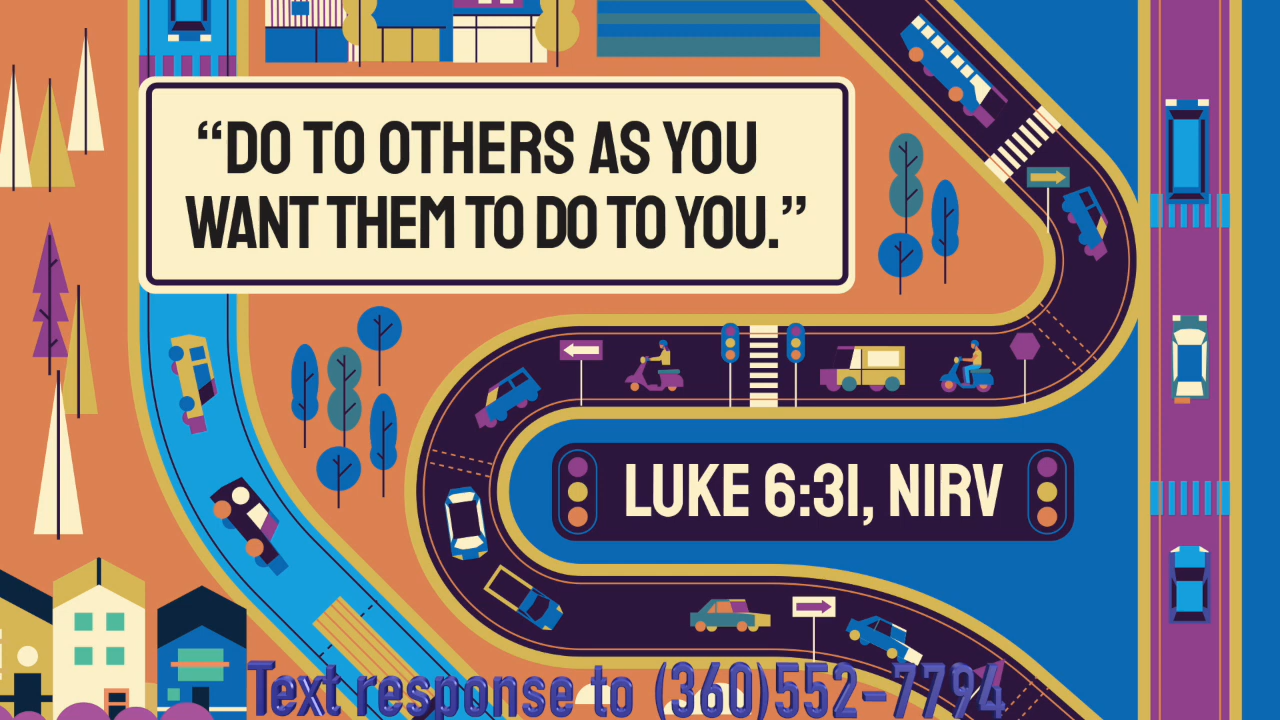 “DO TO OTHERS AS YOU
WANT THEM TO DO TO YOU.”
LUKE 6:31, NIRV
Text response to (360)552-7794